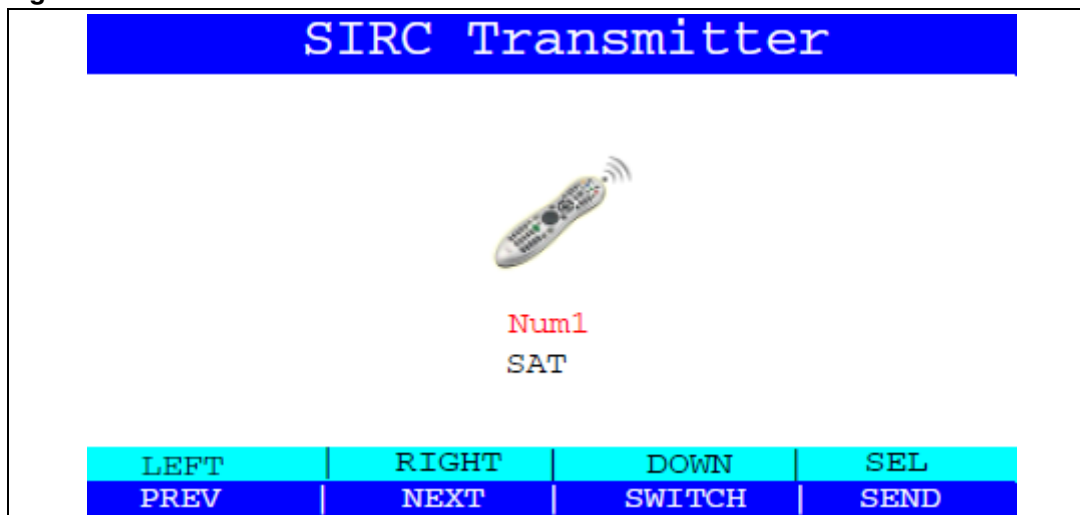 SIRC Transmitter
Num1
SAT
LEFT | RIGHT | DOWN | SEL
PREV | NEXT | SWITCH | SEND